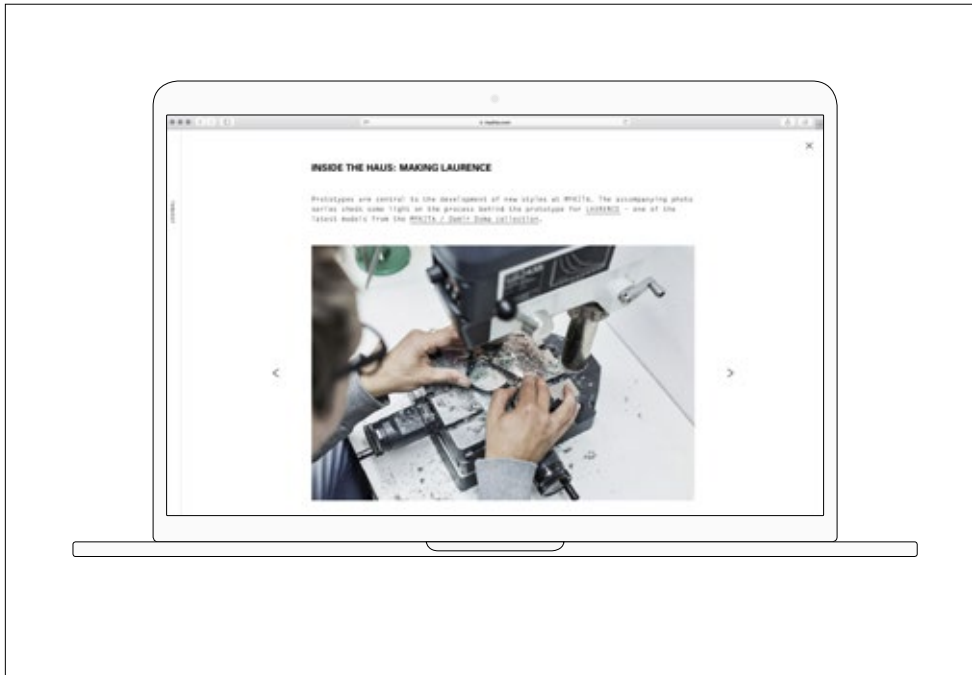 mykita.com
INSIDE THE HAUS: MAKING LAURENCE
Prototypes are central to the development of new styles at MYKITA. The accompanying photo
series sheds some light on the process behind the prototype for LAURENCE – one of the
latest models from the MYKITA / Damir Doma collection.